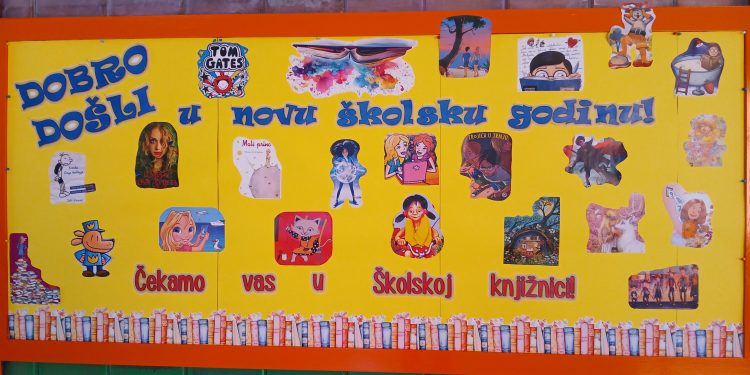 DOBRO
DOŠLI u novu školsku godinu!
TOM
GATES
Mali princ
Čekamo vas u Školskoj knjižnici!